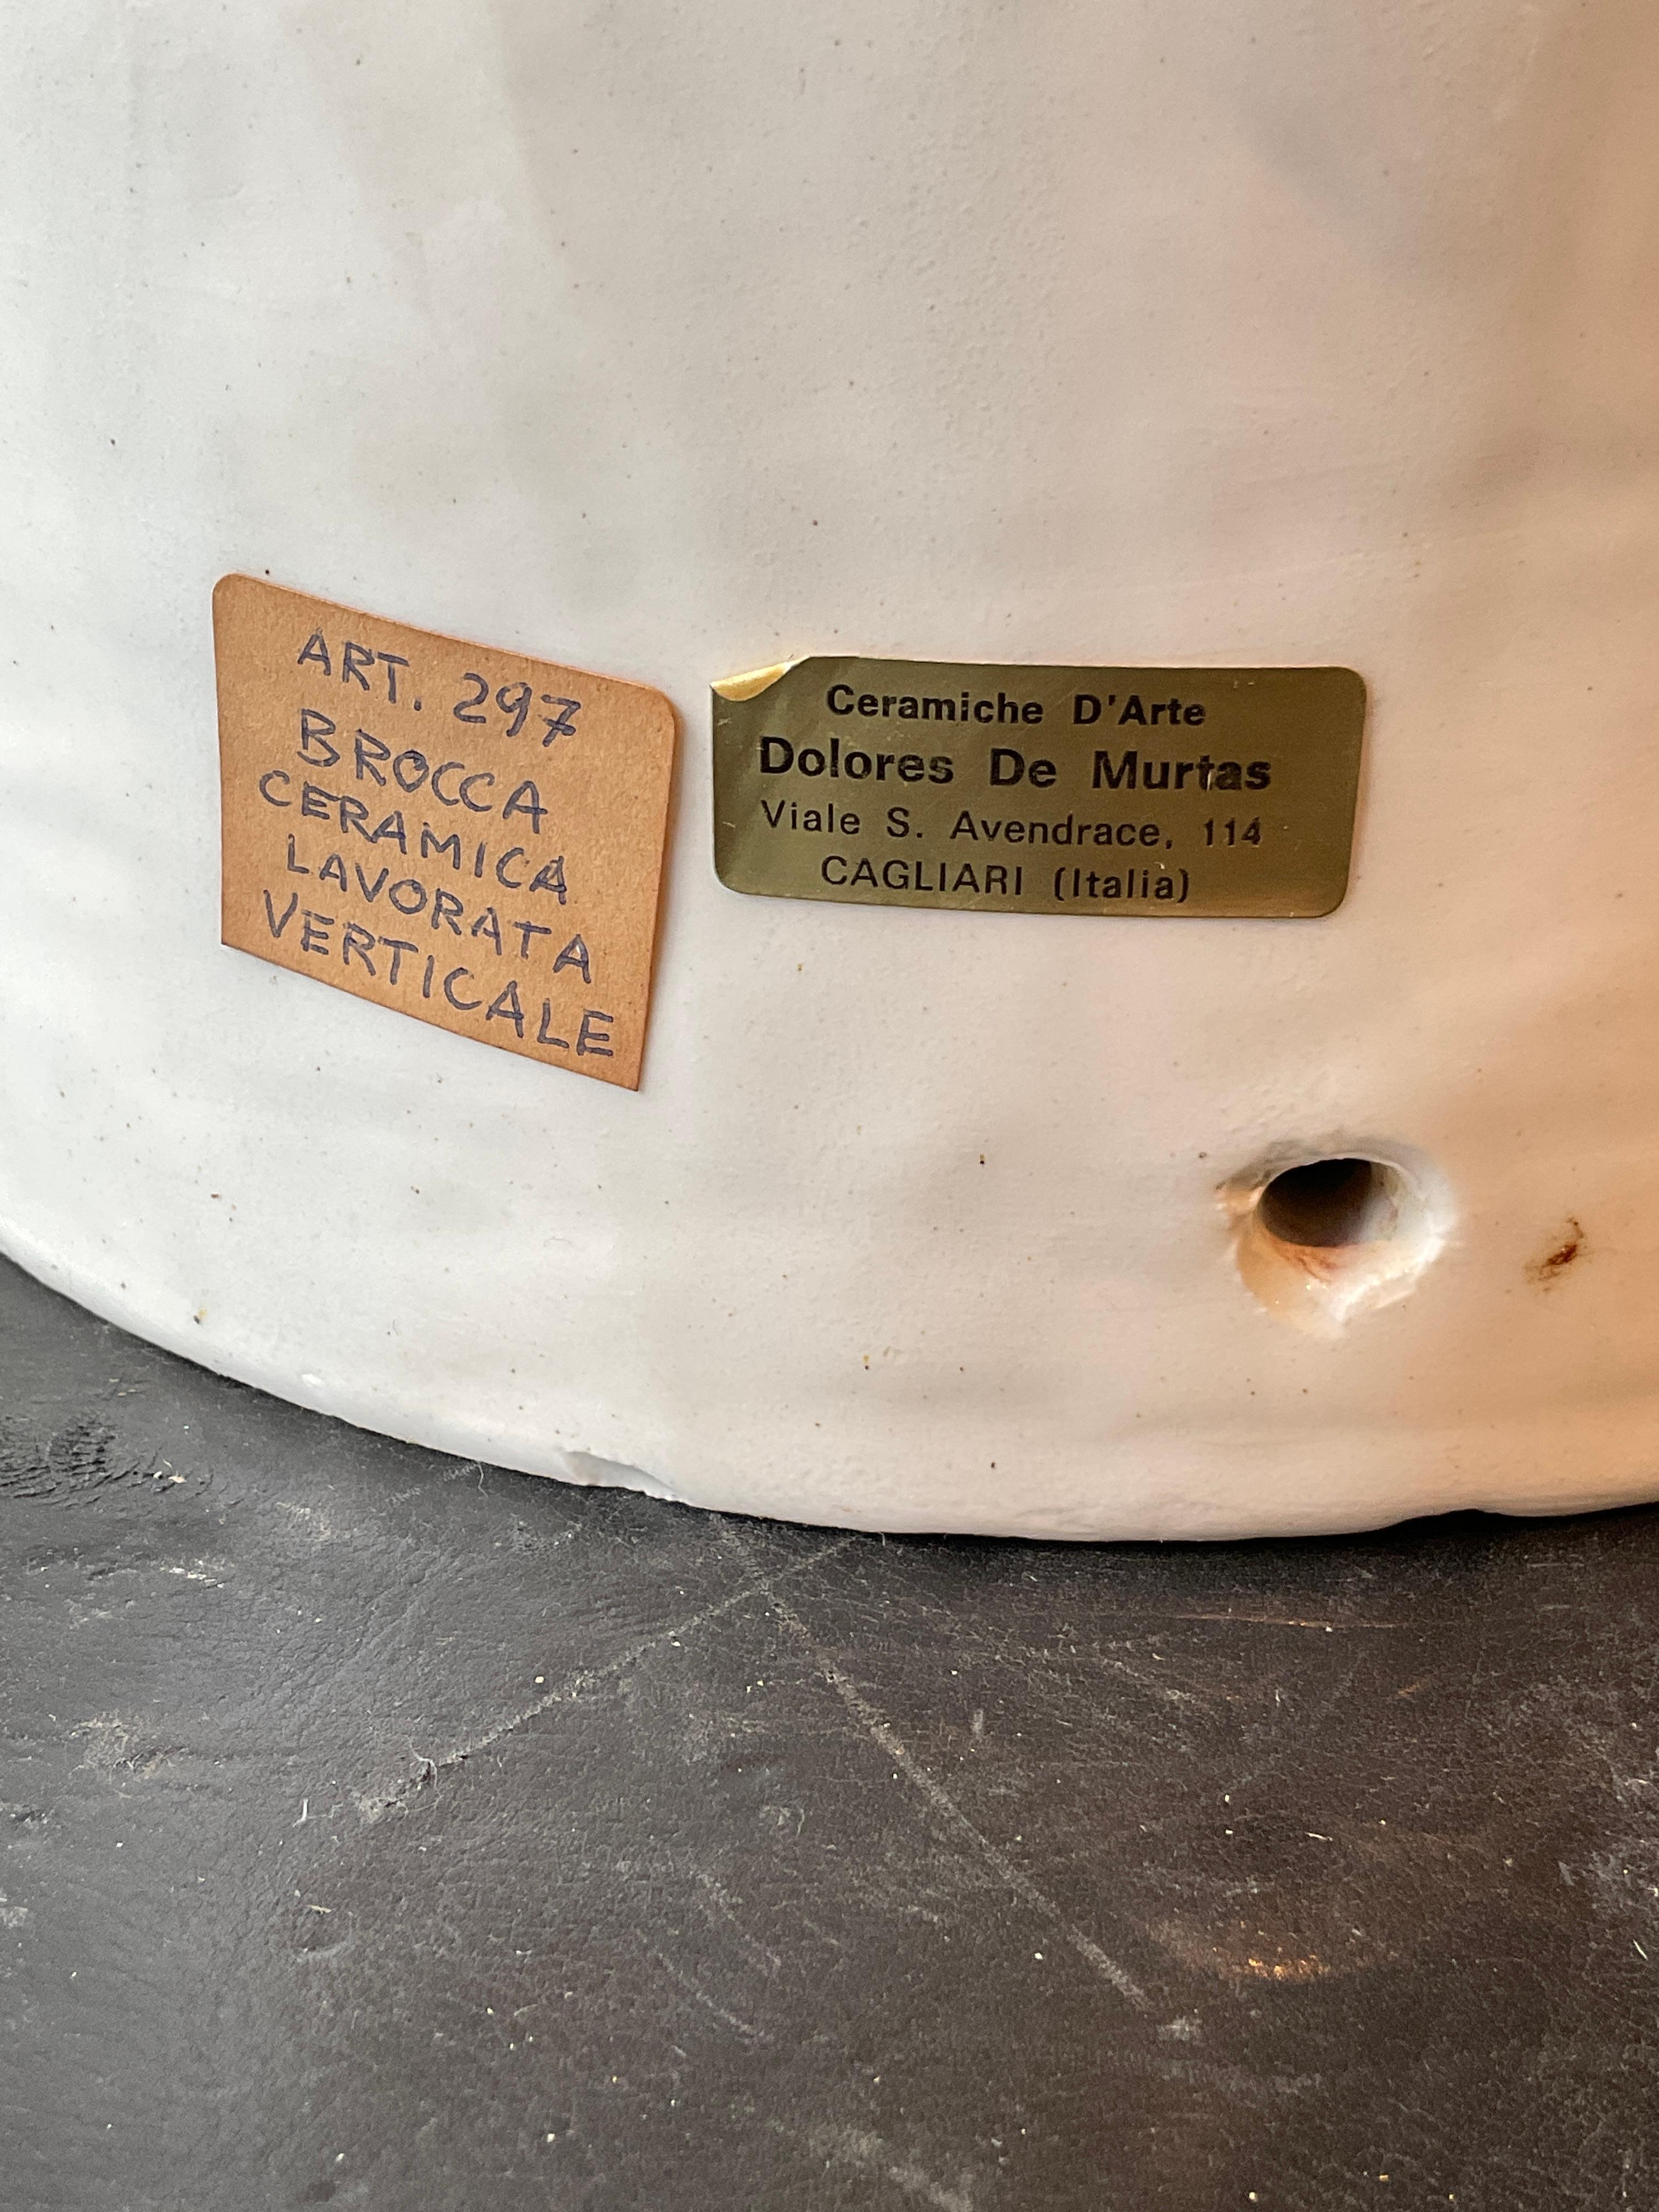 ART. 297
BROCCA
CERAMICA
LAVORATA
VERTICALE
Ceramiche D'Arte
Dolores De Murtas
Viale S. Avendrace, 114
CAGLIARI (Italia)